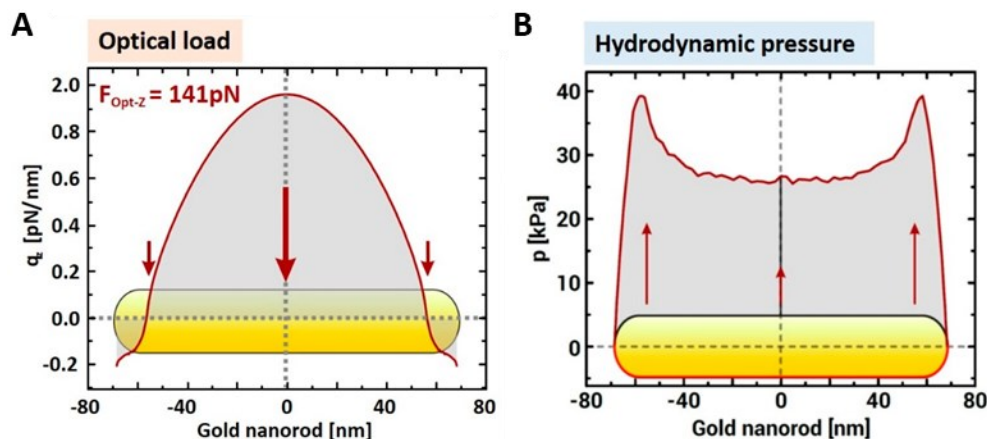 A
Optical load
F Opt-Z = 141pN
qz [pN/nm]
2.0
0.8
0.6
0.4
0.2
0.0
-0.2
-80
-40
0
40
80
Gold nanorod [nm]
B
Hydrodynamic pressure
p [kPa]
40
30
20
10
0
-80
-40
0
40
80
Gold nanorod [nm]